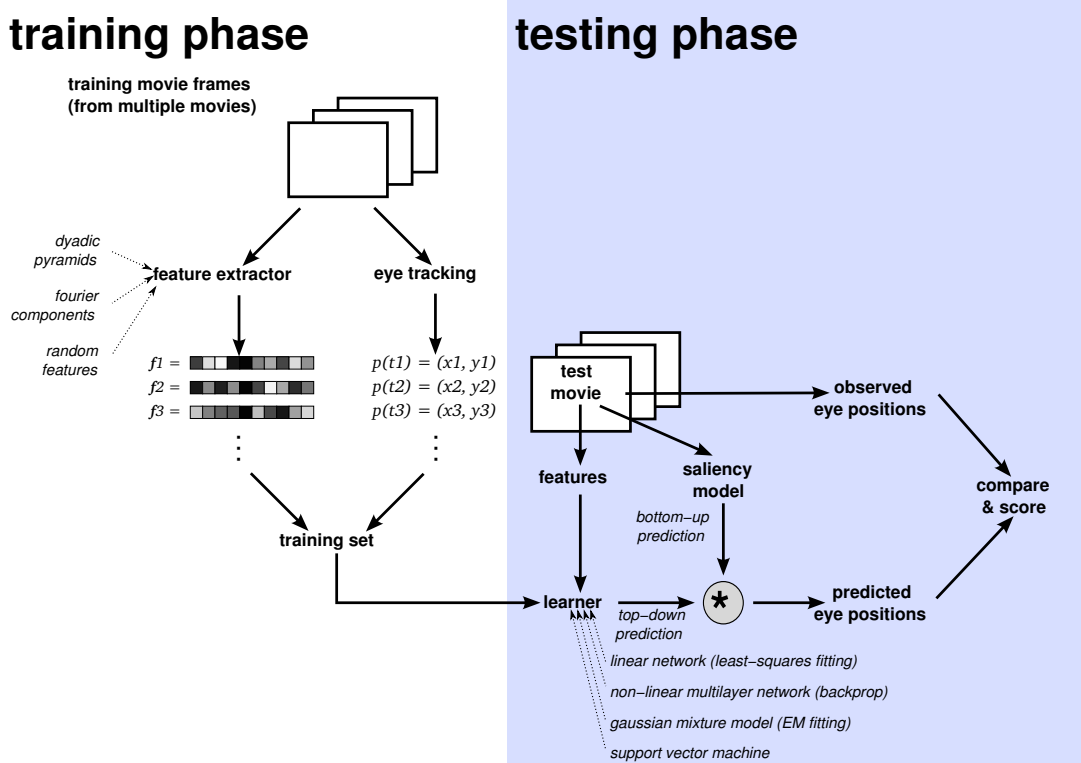 training phase
training movie frames
(from multiple movies)
dyadic
pyramids
feature extractor
eye tracking
fourier
components
random
features
f1 =
p(t1) = (x1, y1)
f2 =
p(t2) = (x2, y2)
f3 =
p(t3) = (x3, y3)
training set
testing phase
test
movie
observed
eye positions
features
saliency
model
compare
& score
bottom−up
prediction
learner
*
predicted
eye positions
top−down
prediction
linear network (least−squares fitting)
non−linear multilayer network (backprop)
gaussian mixture model (EM fitting)
support vector machine